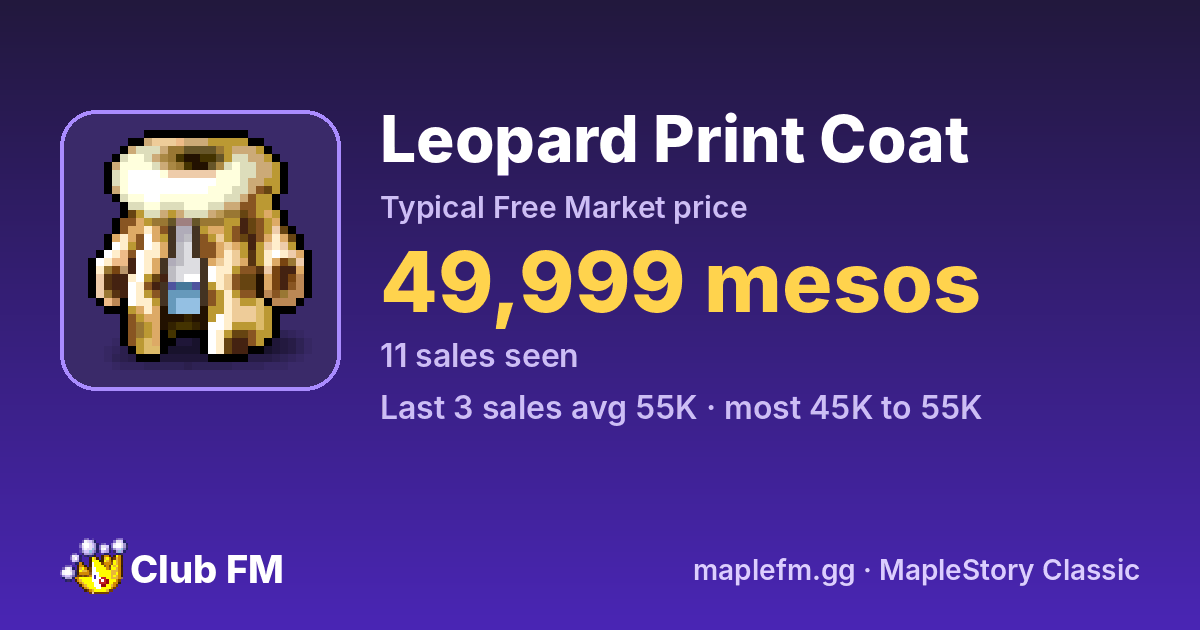 Leopard Print Coat
Typical Free Market price
49,999 mesos
11 sales seen
Last 3 sales avg 55K · most 45K to 55K
Club FM
maplefm.gg · MapleStory Classic